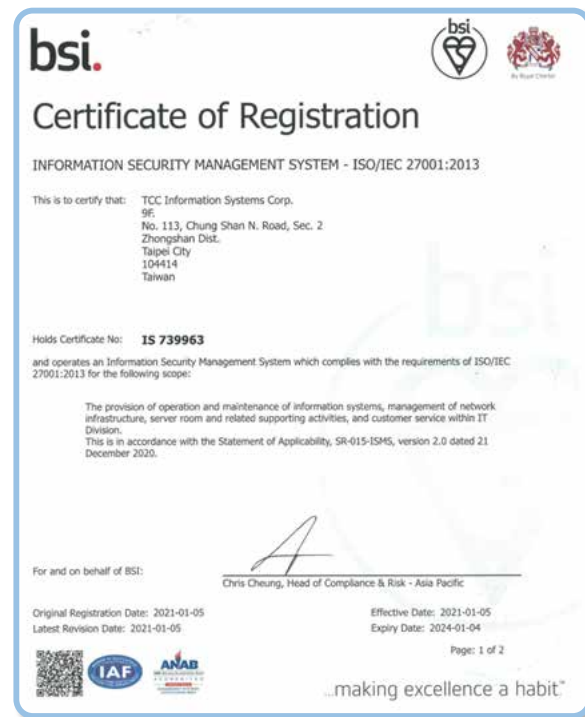 bsi.
bsi
By Royal Charter
Certificate of Registration
INFORMATION SECURITY MANAGEMENT SYSTEM - ISO/IEC 27001:2013
This is to certify that: TCC Information Systems Corp.
9F.
No. 113, Chung Shan N. Road, Sec. 2
Zhongshan Dist.
Taipei City
104414
Taiwan
bsi
Holds Certificate No: IS 739963
and operates an Information Security Management System which complies with the requirements of ISO/IEC
27001:2013 for the following scope:
The provision of operation and maintenance of information systems, management of network
infrastructure, server room and related supporting activities, and customer service within IT
Division.
This is in accordance with the Statement of Applicability, SR-015-ISMS, version 2.0 dated 21
December 2020.
For and on behalf of BSI:
Chris Cheung, Head of Compliance & Risk - Asia Pacific
Original Registration Date: 2021-01-05 Effective Date: 2021-01-05
Latest Revision Date: 2021-01-05 Expiry Date: 2024-01-04
Page: 1 of 2
IAF
ANAB
ACCREDITED
...making excellence a habit.™